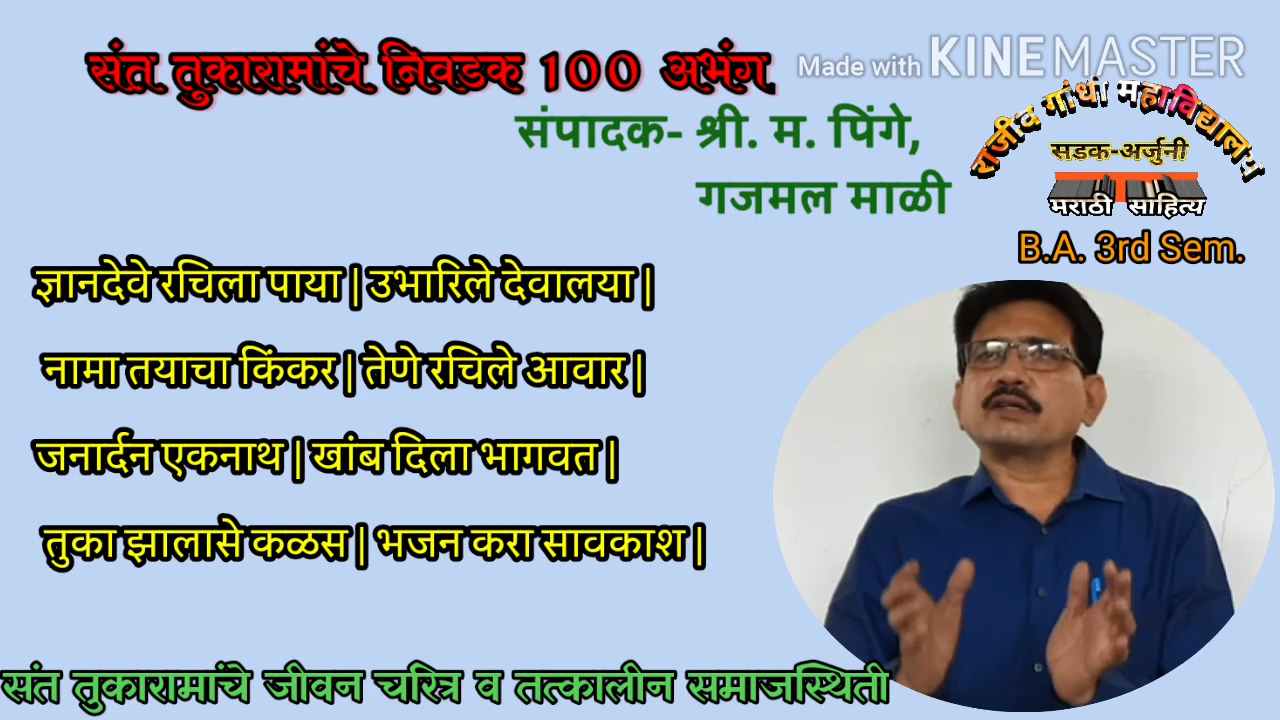 संत तुकारामांचे निवडक 100 अभंग
Made with KINEMASTER
संपादक- श्री. म. पिंगे,
गजमल माळी
राजीव गांधी महाविद्यालय
सडक-अर्जुनी
मराठी साहित्य
B.A. 3rd Sem.
ज्ञानदेवे रचिला पाया | उभारिले देवालया |
नामा तयाचा किंकर | तेणे रचिले आवार |
जनार्दन एकनाथ | खांब दिला भागवत |
तुका झालासे कळस | भजन करा सावकाश |
संत तुकारामांचे जीवन चरित्र व तत्कालीन समाजस्थिती